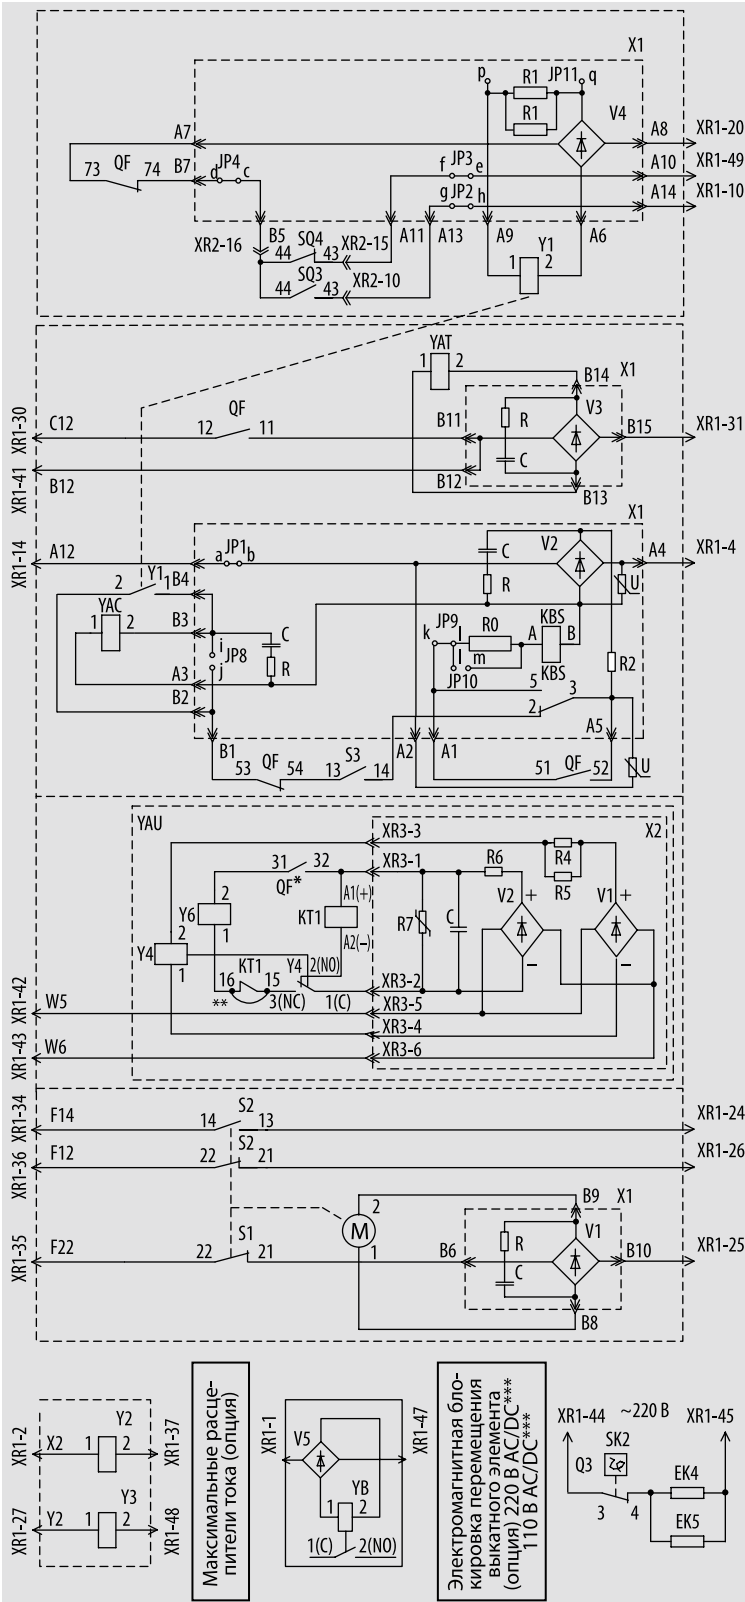 X1
p JP11 q
R1
R1
V4
A7
A8
XR1-20
73 QF 74 B7
d JP4 c
f JP3 e
A10
XR1-49
g JP2 h
A14
XR1-10
B5
A11 A13 A9 Y1 A6
XR2-16
44 SQ4 43 XR2-15
1 2
44 SQ3 43 XR2-10
YAT
1 2
B14 X1
XR1-30
C12
12 QF 11
B11
R
V3
B15
XR1-31
XR1-41
B12
B12
C
B13
X1
XR1-14
A12
a JP1 b
C
V2
A4
XR1-4
2 Y1 1 B4
R
U
YAC
1 2
B3
C
i
JP8
j
R
A3
B2
k JP9 l R0
A KBS B
l m
JP10
KBS
R2
5
2 3
B1
A2 A1
A5
53 QF 54
13 S3 14
51 QF 52
U
YAU
XR3-3
X2
R4
R5
31 32
QF*
XR3-1
R6
2
Y6
1
A1(+)
KT1
A2(–)
R7
C
V2 +
–
V1 +
–
Y4
2
1
16 KT1 15
**
Y4
2(NO)
3(NC) 1(C)
XR3-2
XR1-42
W5
XR3-5
XR3-4
XR1-43
W6
XR3-6
XR1-34
F14
14 S2 13
XR1-24
XR1-36
F12
22 S2 21
XR1-26
2
M
1
B9 X1
XR1-35
F22
22 S1 21
B6
R
V1
B10
XR1-25
C
B8
XR1-2
X2
1 Y2 2
XR1-37
XR1-27
Y2
1 Y3 2
XR1-48
Максимальные расце-
пители тока (опция)
XR1-1
V5
XR1-47
YB
1 2
1(C) 2(NO)
Электромагнитная бло-
кировка перемещения
выкатного элемента
(опция) 220 В AC/DC***
110 В AC/DC***
XR1-44 ~220 В XR1-45
SK2
Q3
3 4
EK4
EK5